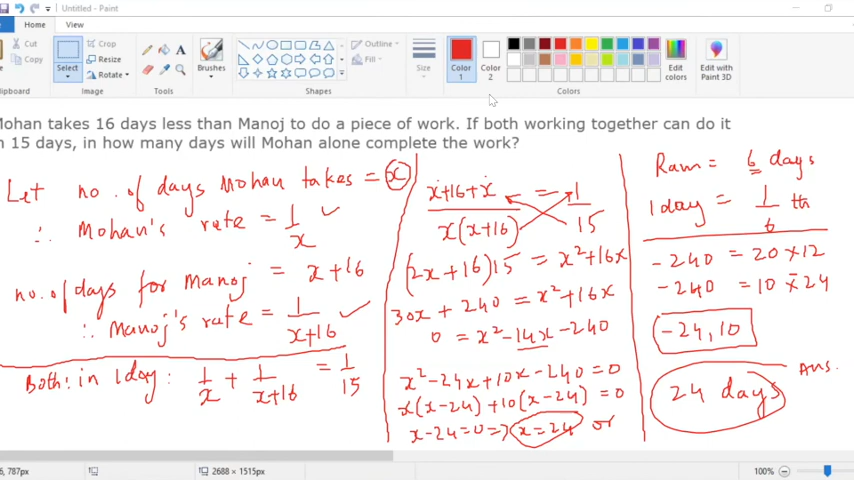 Untitled - Paint
Home View
Cut
Copy
Clipboard
Select
Crop
Resize
Rotate
Image
Tools
Brushes
Shapes
Outline
Fill
Size
Color 1
Color 2
Colors
Edit colors
Edit with Paint 3D
Mohan takes 16 days less than Manoj to do a piece of work. If both working together can do it
n 15 days, in how many days will Mohan alone complete the work?
Let no. of days Mohan takes = x
∴ Mohan's rate = 1/x ✓
no. of days for Manoj = x+16
∴ Manoj's rate = 1/(x+16) ✓
Both: in 1 day: 1/x + 1/(x+16) = 1/15
(x+16+x)/(x(x+16)) = 1/15
(2x+16)15 = x²+16x
30x + 240 = x²+16x
0 = x²-14x-240
x²-24x+10x-240=0
x(x-24)+10(x-24)=0
x-24=0 => x=24 or
Ram = 6 days
1 day = 1/6 th
-240 = 20×12
-240 = 10×24
-24, 10
24 days
Ans.
6, 787px
2688 × 1515px
100%